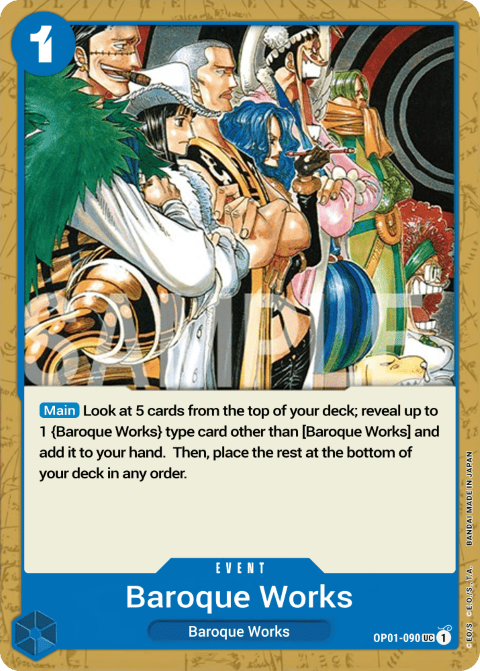 1
SAMPLE
Main Look at 5 cards from the top of your deck; reveal up to
1 {Baroque Works} type card other than [Baroque Works] and
add it to your hand. Then, place the rest at the bottom of
your deck in any order.
EVENT
Baroque Works
Baroque Works
OP01-090 UC 1
©E.O./S. ©E.O./S.,T.A. BANDAI MADE IN JAPAN